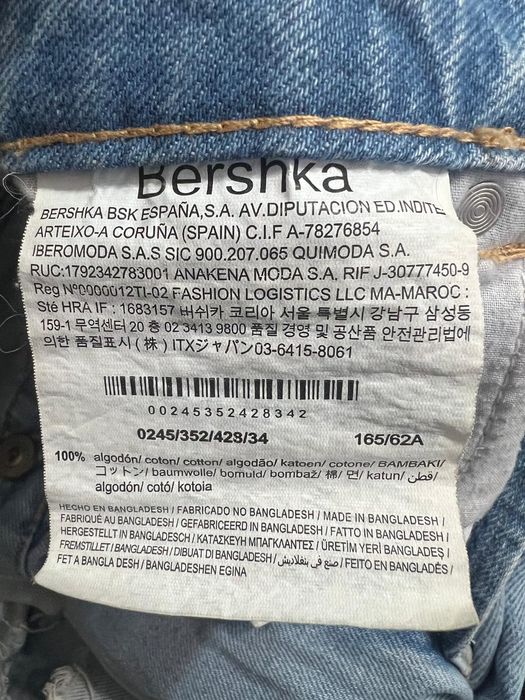 Bershka
BERSHKA BSK ESPAÑA,S.A. AV.DIPUTACION ED.INDITE
ARTEIXO-A CORUÑA (SPAIN) C.I.F A-78276854
IBEROMODA S.A.S SIC 900.207.065 QUIMODA S.A.
RUC:1792342783001 ANAKENA MODA S.A. RIF J-30777450-9
Reg Nº0000012TI-02 FASHION LOGISTICS LLC MA-MAROC :
Sté HRA IF : 1683157 버쉬카 코리아 서울 특별시 강남구 삼성동
159-1 무역센터 20 층 02 3413 9800 품질 경영 및 공산품 안전관리법에
의한 품질표시 ( 株 ) ITXジャパン03-6415-8061
00245352428342
0245/352/428/34 165/62A
100% algodón/ coton/ cotton/ algodão/ katoen/ cotone/ ΒΑΜΒΑΚΙ/
コットン/ baumwolle/ bomuld/ bombaž/ 棉/ 면/ katun/ قطن/
algodón/ cotó/ kotoia
HECHO EN BANGLADESH / FABRICADO NO BANGLADESH / MADE IN BANGLADESH /
FABRIQUÉ AU BANGLADESH / GEFABRICEERD IN BANGLADESH / FATTO IN BANGLADESH /
HERGESTELLT IN BANGLADESCH / ΚΑΤΑΣΚΕΥΗ ΜΠΑΓΚΛΑΝΤΕΣ / ÜRETİM YERİ BANGLADEŞ /
FREMSTILLET / BANGLADESH / DIBUAT DI BANGLADESH / صنع في بنغلاديش / FEITO EN BANGLADÉS /
FET A BANGLA DESH / BANGLADESHEN EGINA